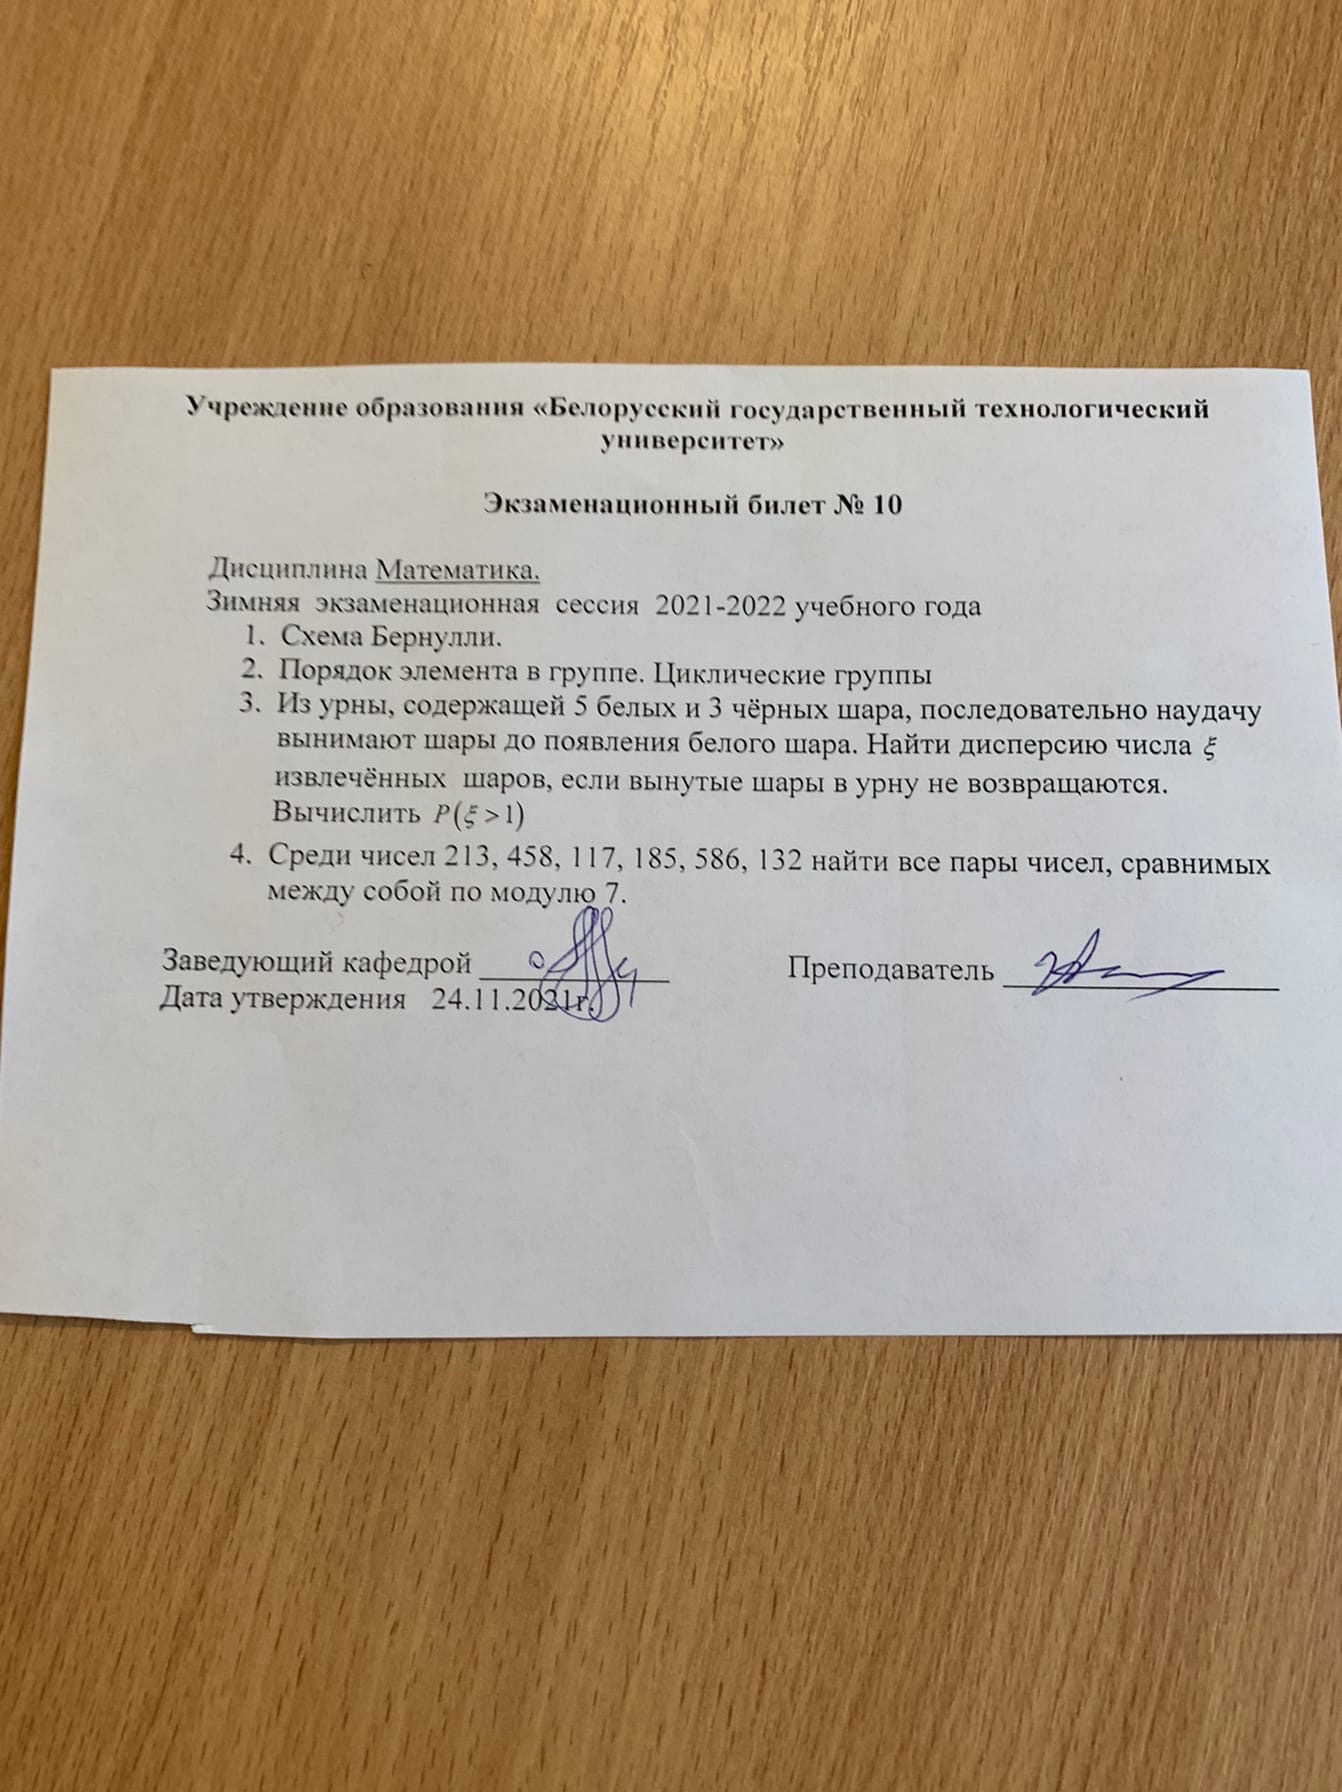 Учреждение образования «Белорусский государственный технологический
университет»
Экзаменационный билет № 10
Дисциплина Математика.
Зимняя экзаменационная сессия 2021-2022 учебного года
1. Схема Бернулли.
2. Порядок элемента в группе. Циклические группы
3. Из урны, содержащей 5 белых и 3 чёрных шара, последовательно наудачу
вынимают шары до появления белого шара. Найти дисперсию числа ξ
извлечённых шаров, если вынутые шары в урну не возвращаются.
Вычислить P(ξ > 1)
4. Среди чисел 213, 458, 117, 185, 586, 132 найти все пары чисел, сравнимых
между собой по модулю 7.
Заведующий кафедрой Преподаватель
Дата утверждения 24.11.2021г.